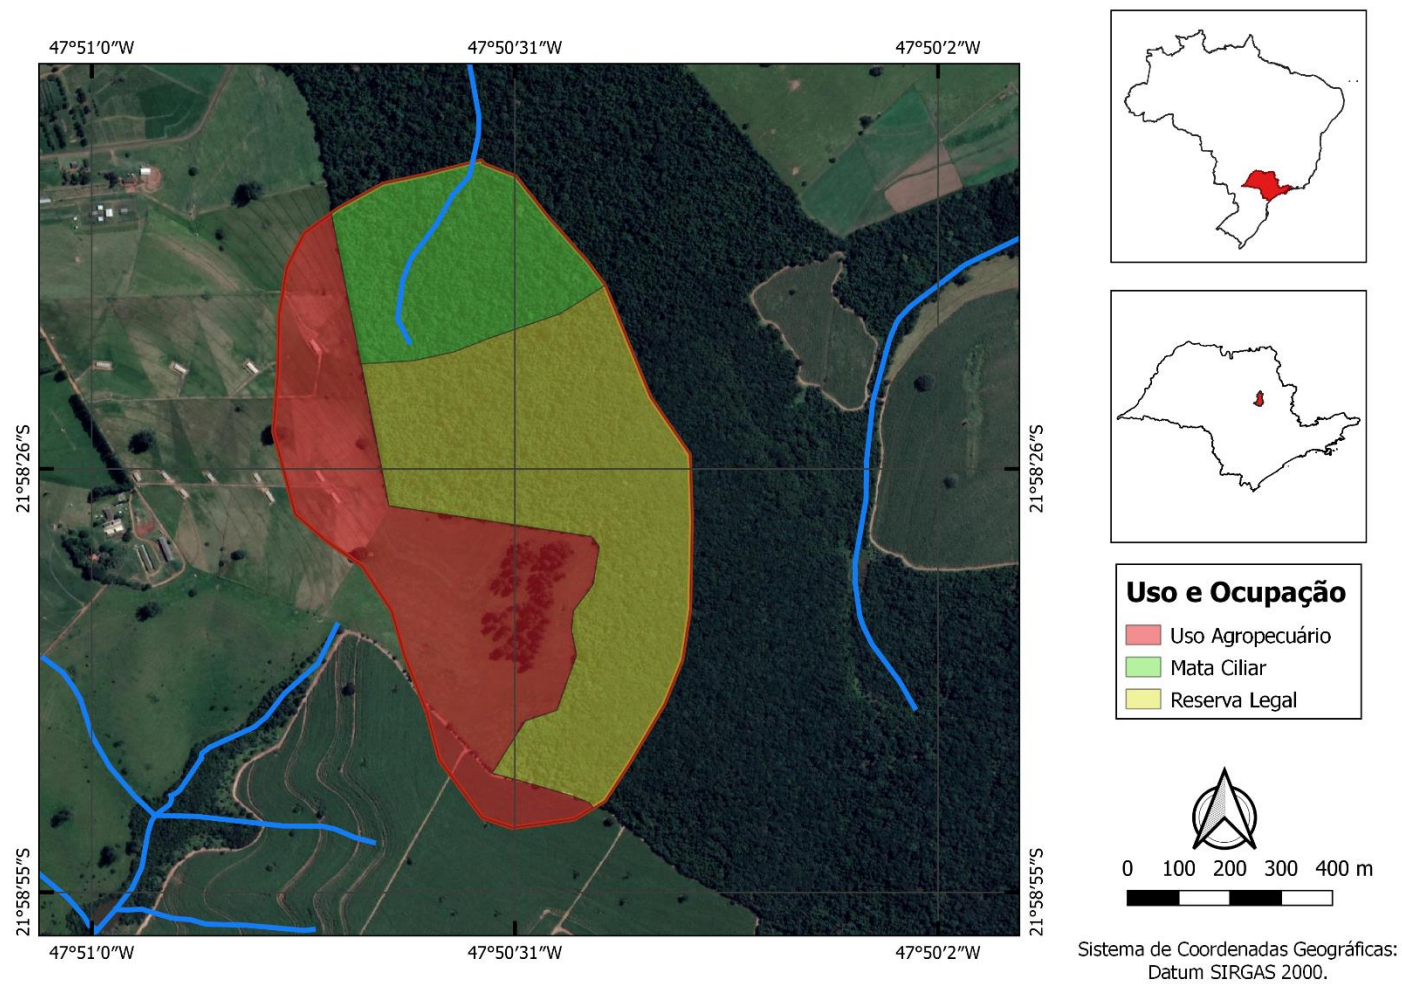 47°51′0″W 47°50′31″W 47°50′2″W
21°58′26″S
21°58′55″S
21°58′26″S
21°58′55″S
47°51′0″W 47°50′31″W 47°50′2″W
Uso e Ocupação
Uso Agropecuário
Mata Ciliar
Reserva Legal
0 100 200 300 400 m
Sistema de Coordenadas Geográficas:
Datum SIRGAS 2000.